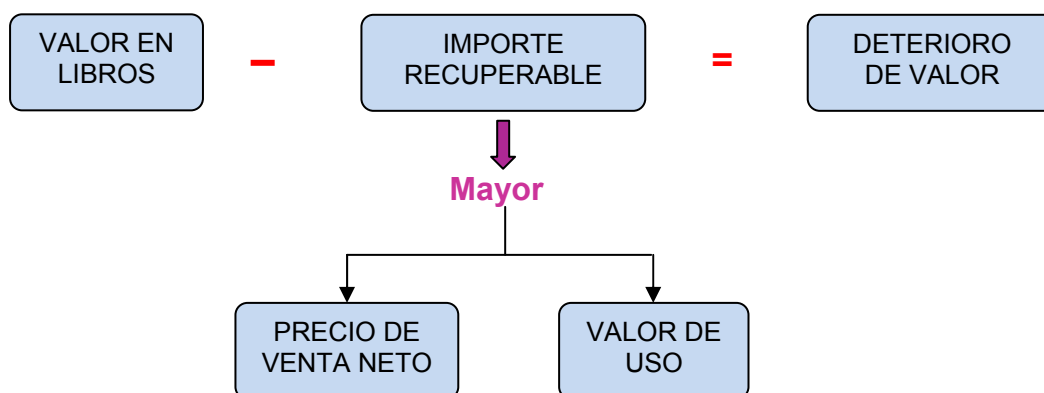 VALOR EN
LIBROS
–
IMPORTE
RECUPERABLE
=
DETERIORO
DE VALOR
Mayor
PRECIO DE
VENTA NETO
VALOR DE
USO